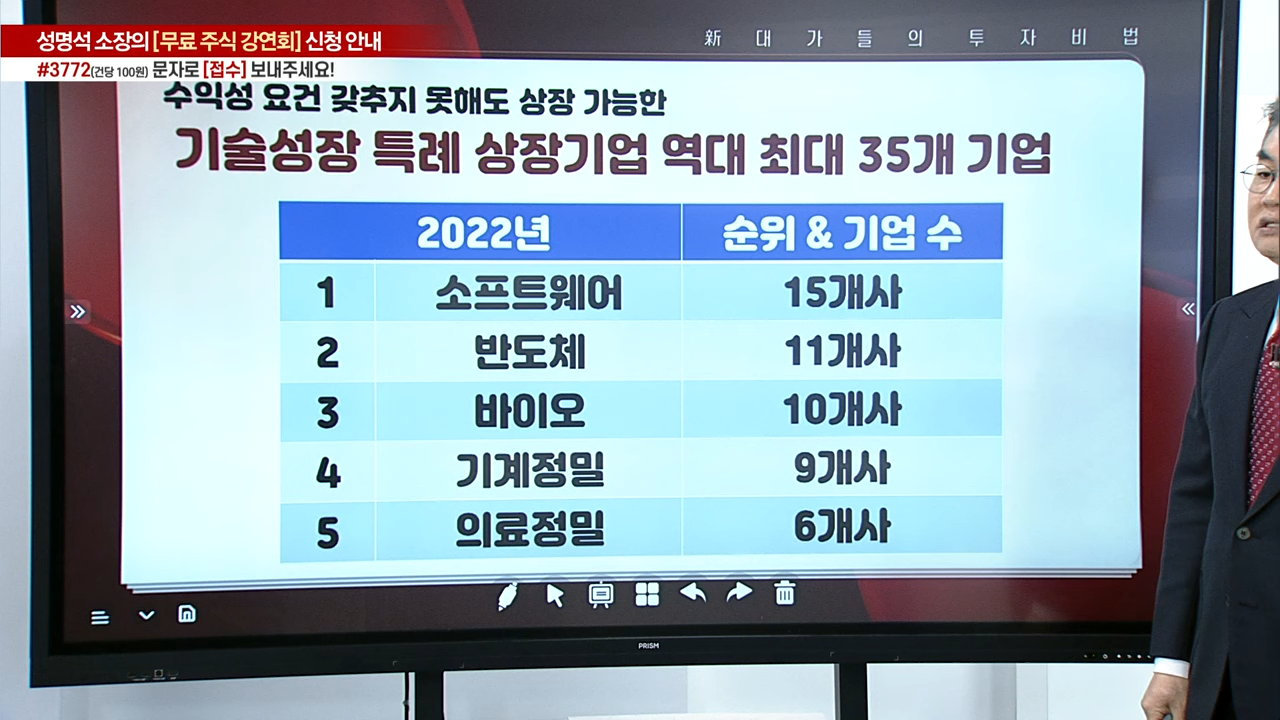 성명석 소장의 [무료 주식 강연회] 신청 안내
#3772(건당 100원) 문자로 [접수] 보내주세요!
新 대 가 들 의 투 자 비 법
수익성 요건 갖추지 못해도 상장 가능한
기술성장 특례 상장기업 역대 최대 35개 기업
2022년 순위 & 기업 수
1 소프트웨어 15개사
2 반도체 11개사
3 바이오 10개사
4 기계정밀 9개사
5 의료정밀 6개사
PRISM